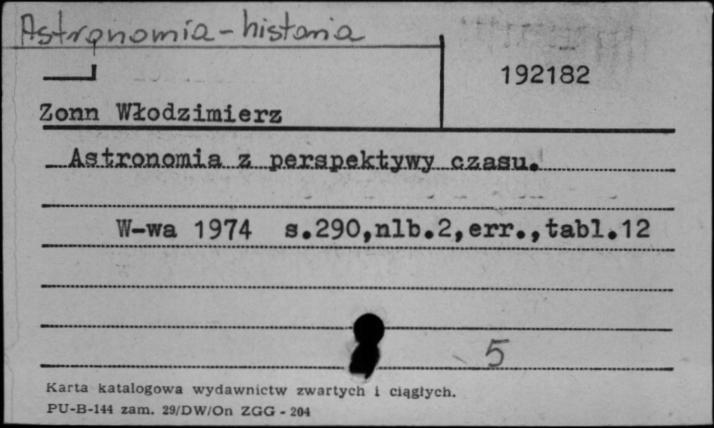 Astronomia - historia
192182
Zonn Włodzimierz
Astronomia z perspektywy czasu.
W-wa 1974 s.290,nlb.2,err.,tabl.12
5
Karta katalogowa wydawnictw zwartych i ciągłych.
PU-B-144 zam. 29/DW/On ZGG - 204